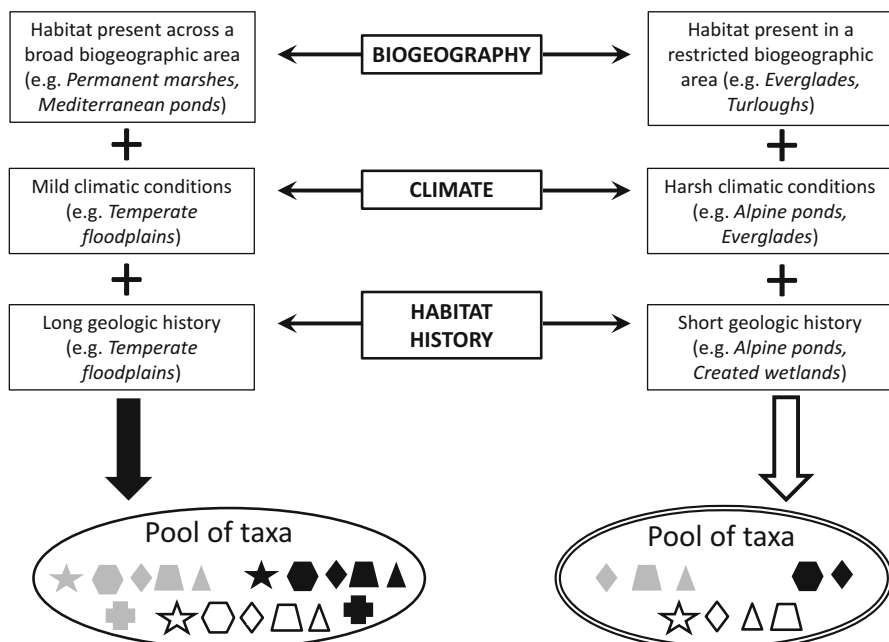 Habitat present across a
broad biogeographic area
(e.g. Permanent marshes,
Mediterranean ponds)
BIOGEOGRAPHY
Habitat present in a
restricted biogeographic
area (e.g. Everglades,
Turloughs)
+
+
Mild climatic conditions
(e.g. Temperate
floodplains)
CLIMATE
Harsh climatic conditions
(e.g. Alpine ponds,
Everglades)
+
+
Long geologic history
(e.g. Temperate
floodplains)
HABITAT
HISTORY
Short geologic history
(e.g. Alpine ponds,
Created wetlands)
Pool of taxa
Pool of taxa